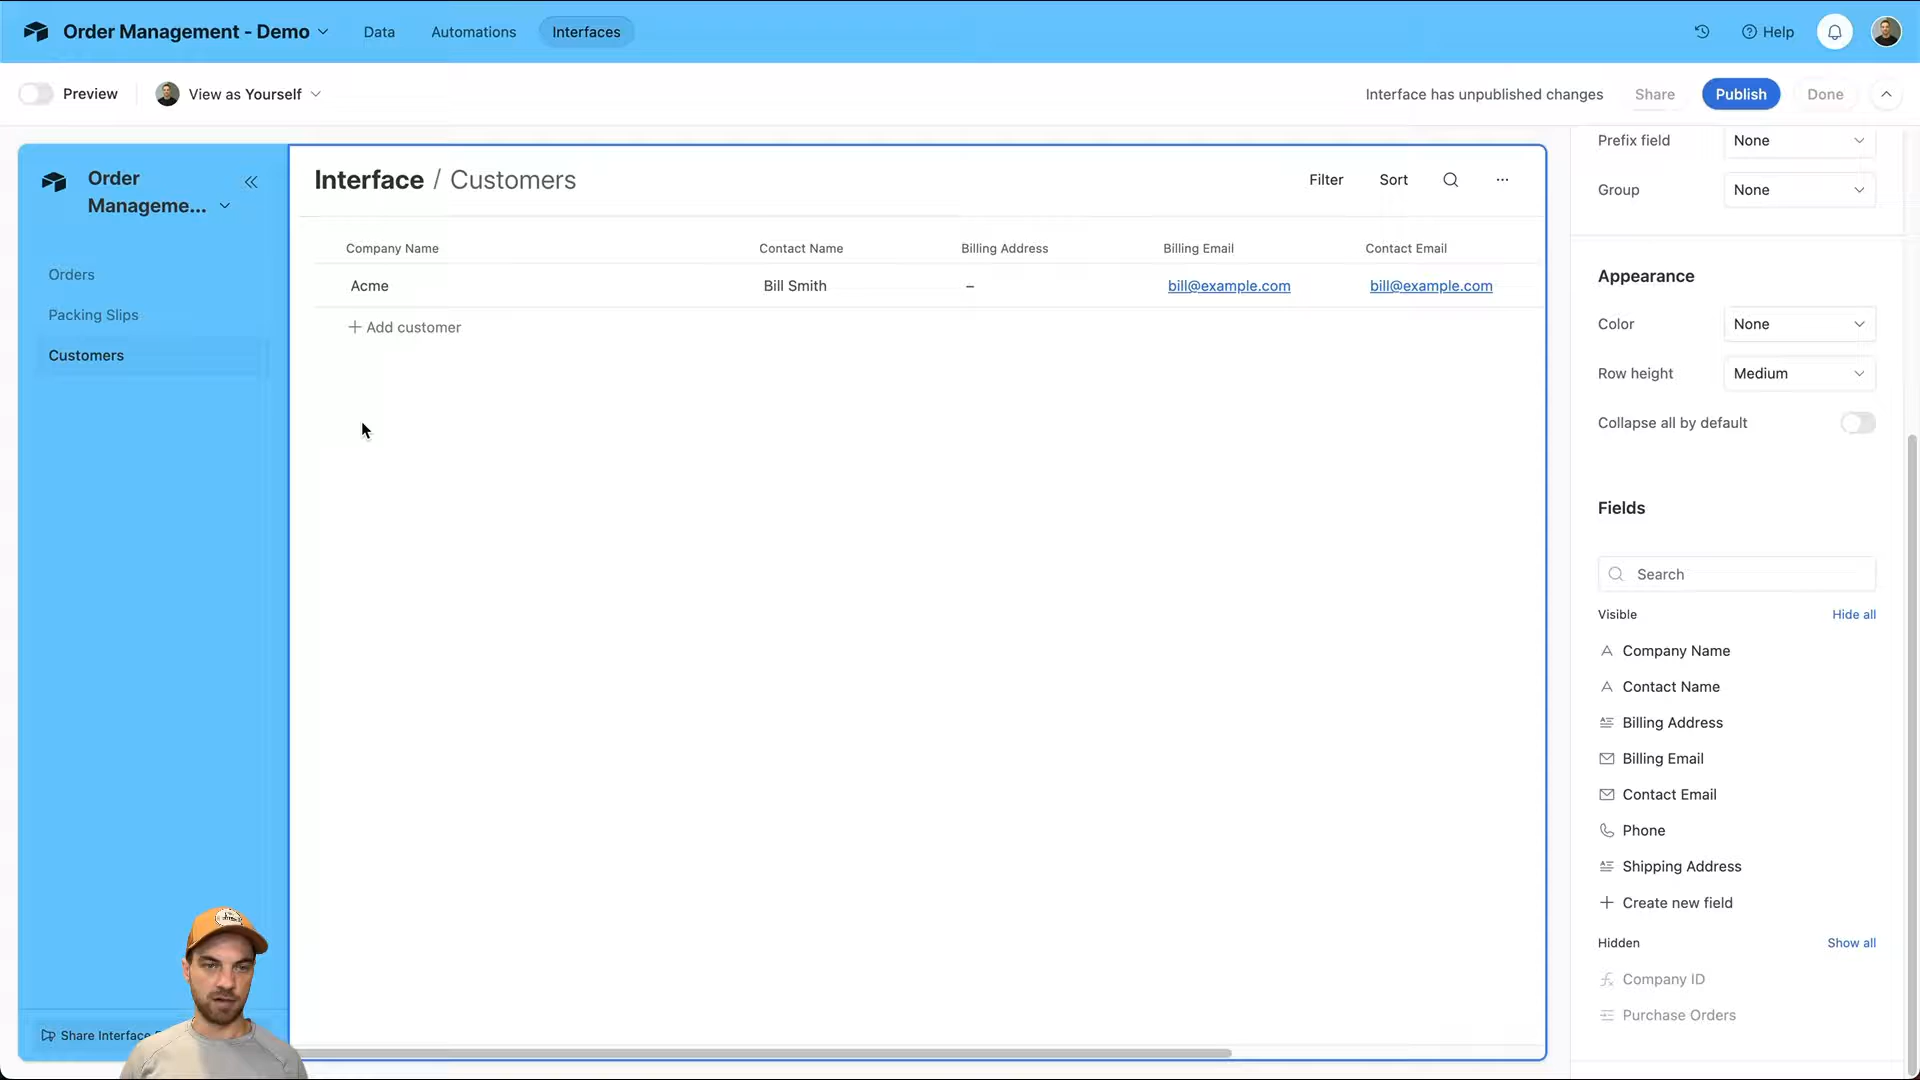 Order Management - Demo
Data
Automations
Interfaces
Help
Preview
View as Yourself
Interface has unpublished changes
Share
Publish
Done
Order
Manageme...
Orders
Packing Slips
Customers
Share Interface
Interface / Customers
Filter
Sort
Company Name
Contact Name
Billing Address
Billing Email
Contact Email
Acme
Bill Smith
–
bill@example.com
bill@example.com
+ Add customer
Prefix field
None
Group
None
Appearance
Color
None
Row height
Medium
Collapse all by default
Fields
Search
Visible
Hide all
Company Name
Contact Name
Billing Address
Billing Email
Contact Email
Phone
Shipping Address
+ Create new field
Hidden
Show all
Company ID
Purchase Orders